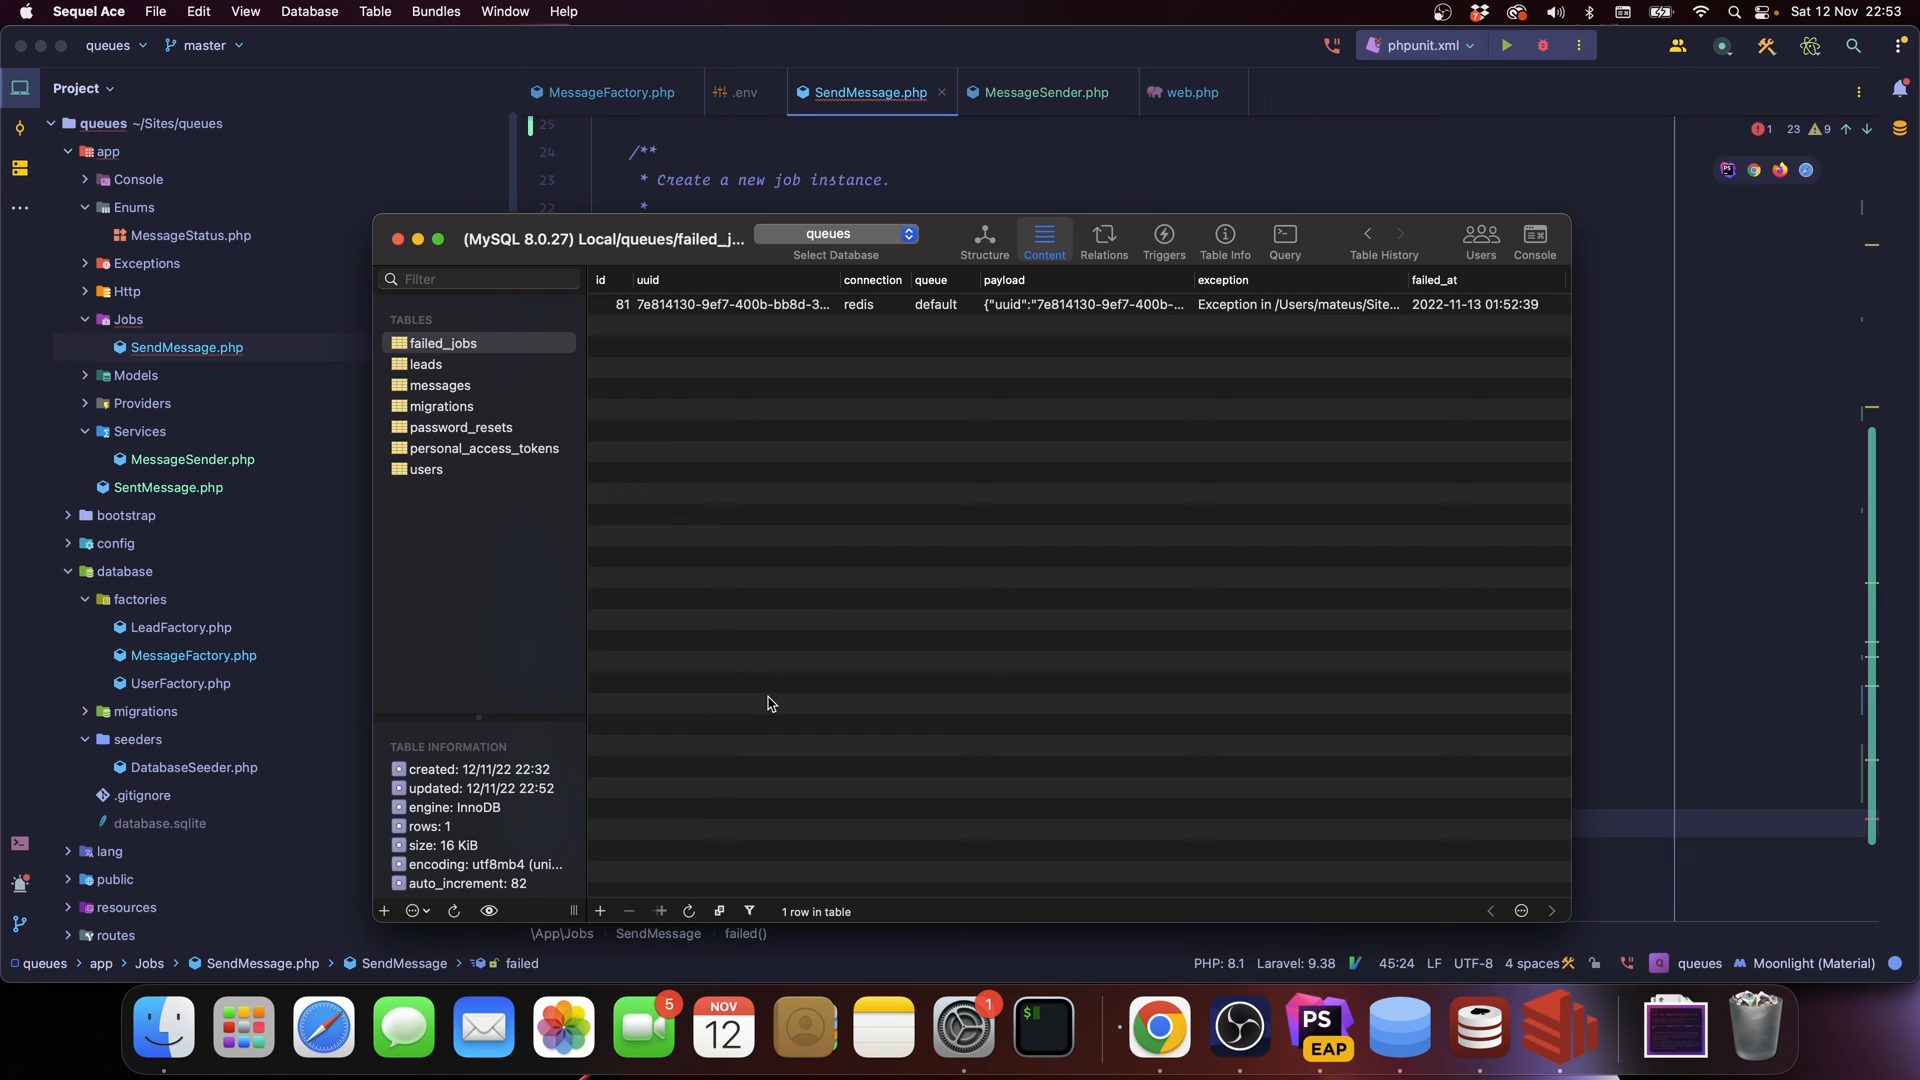 Sequel Ace File Edit View Database Table Bundles Window Help
Sat 12 Nov 22:53
queues master
phpunit.xml
Project
MessageFactory.php .env SendMessage.php MessageSender.php web.php
queues ~/Sites/queues
app
Console
Enums
MessageStatus.php
Exceptions
Http
Jobs
SendMessage.php
Models
Providers
Services
MessageSender.php
SentMessage.php
bootstrap
config
database
factories
LeadFactory.php
MessageFactory.php
UserFactory.php
migrations
seeders
DatabaseSeeder.php
.gitignore
database.sqlite
lang
public
resources
routes
25
24 /**
23 * Create a new job instance.
22 *
1 23 9
(MySQL 8.0.27) Local/queues/failed_j...
queues
Select Database
Structure Content Relations Triggers Table Info Query Table History Users Console
Filter
TABLES
failed_jobs
leads
messages
migrations
password_resets
personal_access_tokens
users
TABLE INFORMATION
created: 12/11/22 22:32
updated: 12/11/22 22:52
engine: InnoDB
rows: 1
size: 16 KiB
encoding: utf8mb4 (uni...
auto_increment: 82
id uuid connection queue payload exception failed_at
81 7e814130-9ef7-400b-bb8d-3... redis default {"uuid":"7e814130-9ef7-400b-... Exception in /Users/mateus/Site... 2022-11-13 01:52:39
1 row in table
\App\Jobs SendMessage failed()
queues app Jobs SendMessage.php SendMessage failed
PHP: 8.1 Laravel: 9.38 45:24 LF UTF-8 4 spaces Q queues Moonlight (Material)
5
NOV
12
1
$
PS
EAP